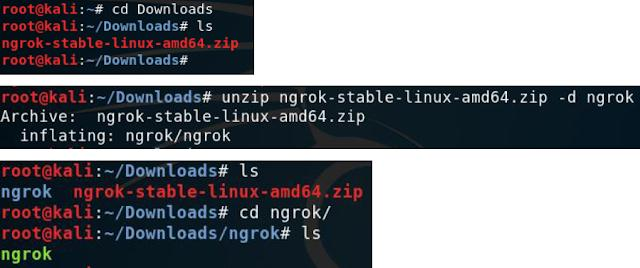 root@kali:~# cd Downloads
root@kali:~/Downloads# ls
ngrok-stable-linux-amd64.zip
root@kali:~/Downloads#
root@kali:~/Downloads# unzip ngrok-stable-linux-amd64.zip -d ngrok
Archive:  ngrok-stable-linux-amd64.zip
  inflating: ngrok/ngrok
root@kali:~/Downloads# ls
ngrok  ngrok-stable-linux-amd64.zip
root@kali:~/Downloads# cd ngrok/
root@kali:~/Downloads/ngrok# ls
ngrok